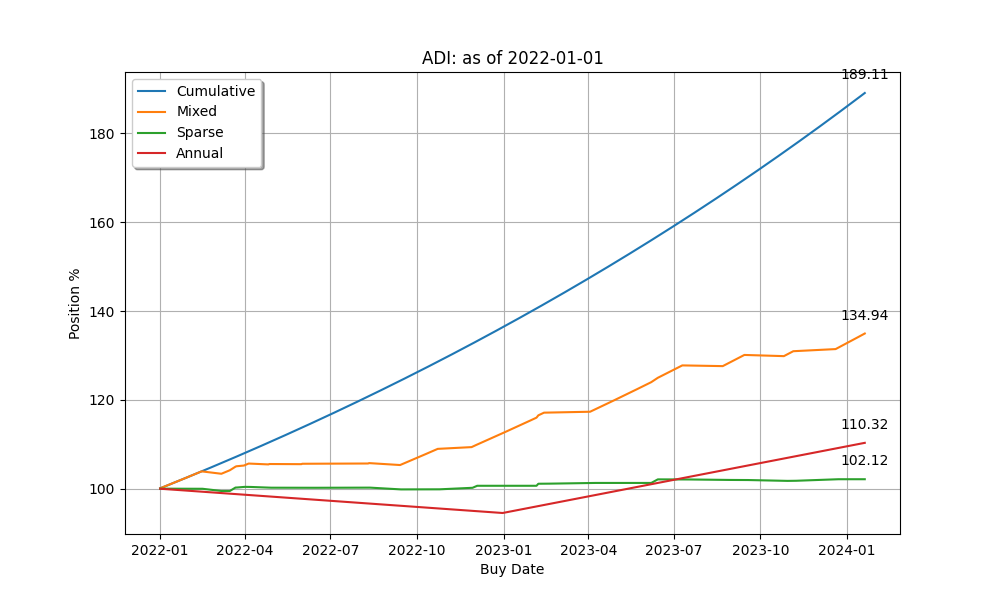 ADI: as of 2022-01-01
189.11
Cumulative
Mixed
Sparse
Annual
180
160
140
134.94
120
110.32
102.12
100
Position %
2022-01 2022-04 2022-07 2022-10 2023-01 2023-04 2023-07 2023-10 2024-01
Buy Date